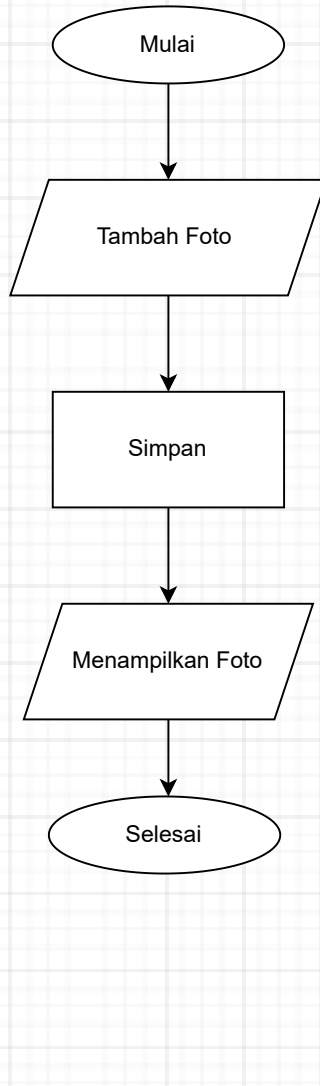 Mulai
Tambah Foto
Simpan
Menampilkan Foto
Selesai